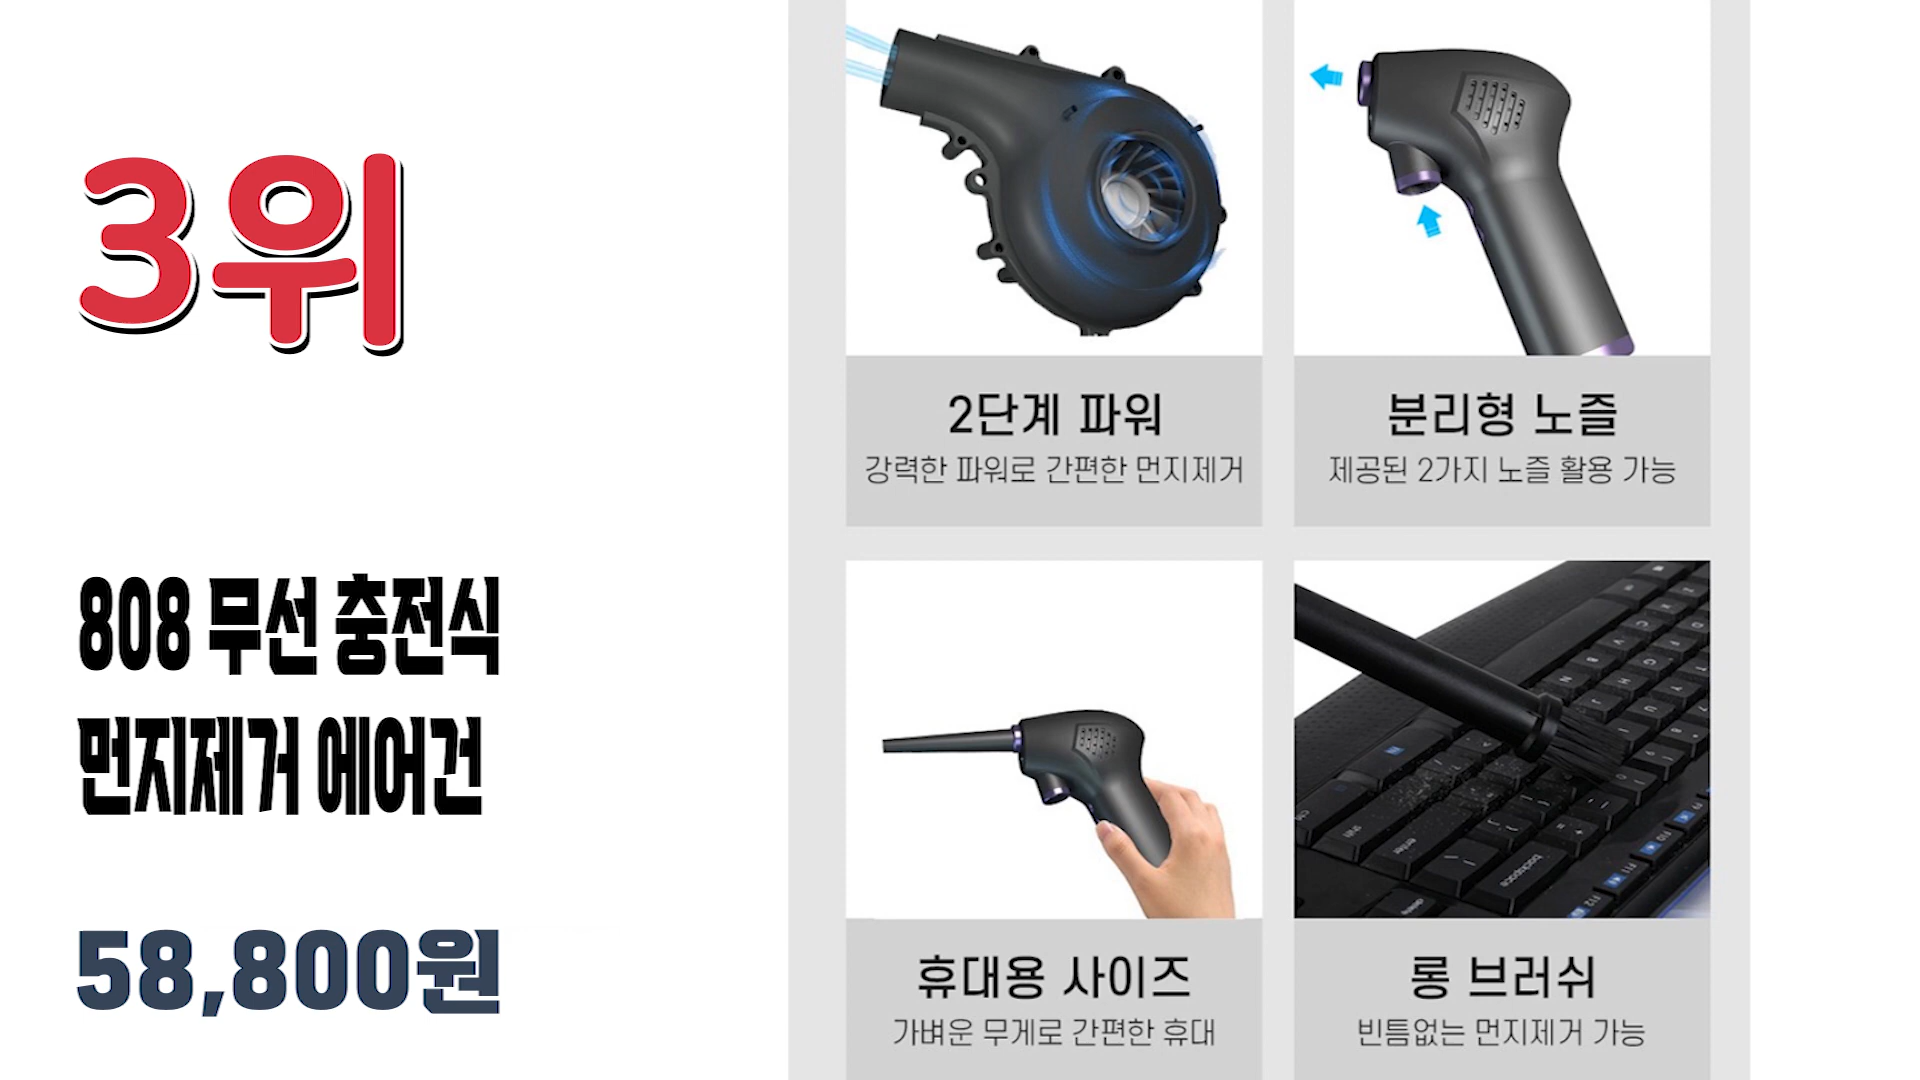 3위
808 무선 충전식
먼지제거 에어건
58,800원
2단계 파워
강력한 파워로 간편한 먼지제거
분리형 노즐
제공된 2가지 노즐 활용 가능
휴대용 사이즈
가벼운 무게로 간편한 휴대
롱 브러쉬
빈틈없는 먼지제거 가능
backspace
enter
shift